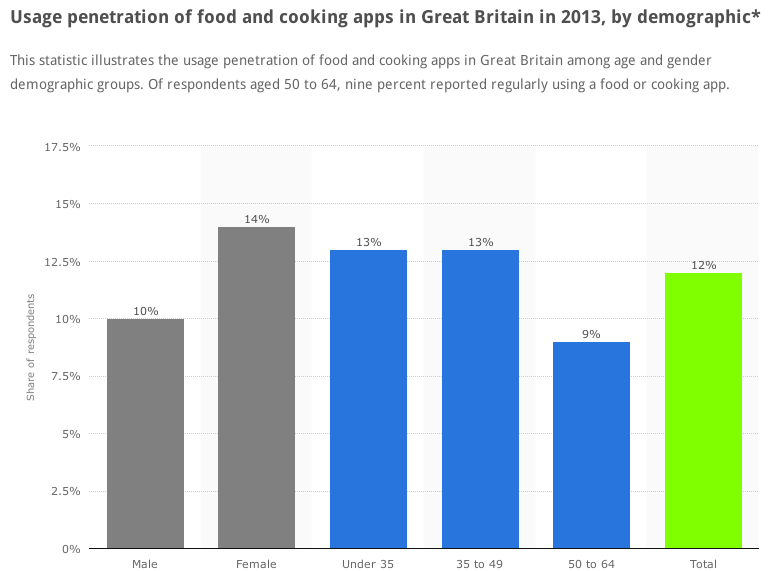 Usage penetration of food and cooking apps in Great Britain in 2013, by demographic*
This statistic illustrates the usage penetration of food and cooking apps in Great Britain among age and gender
demographic groups. Of respondents aged 50 to 64, nine percent reported regularly using a food or cooking app.
17.5%
15%
12.5%
10%
7.5%
5%
2.5%
0%
Share of respondents
10%
14%
13%
13%
9%
12%
Male
Female
Under 35
35 to 49
50 to 64
Total